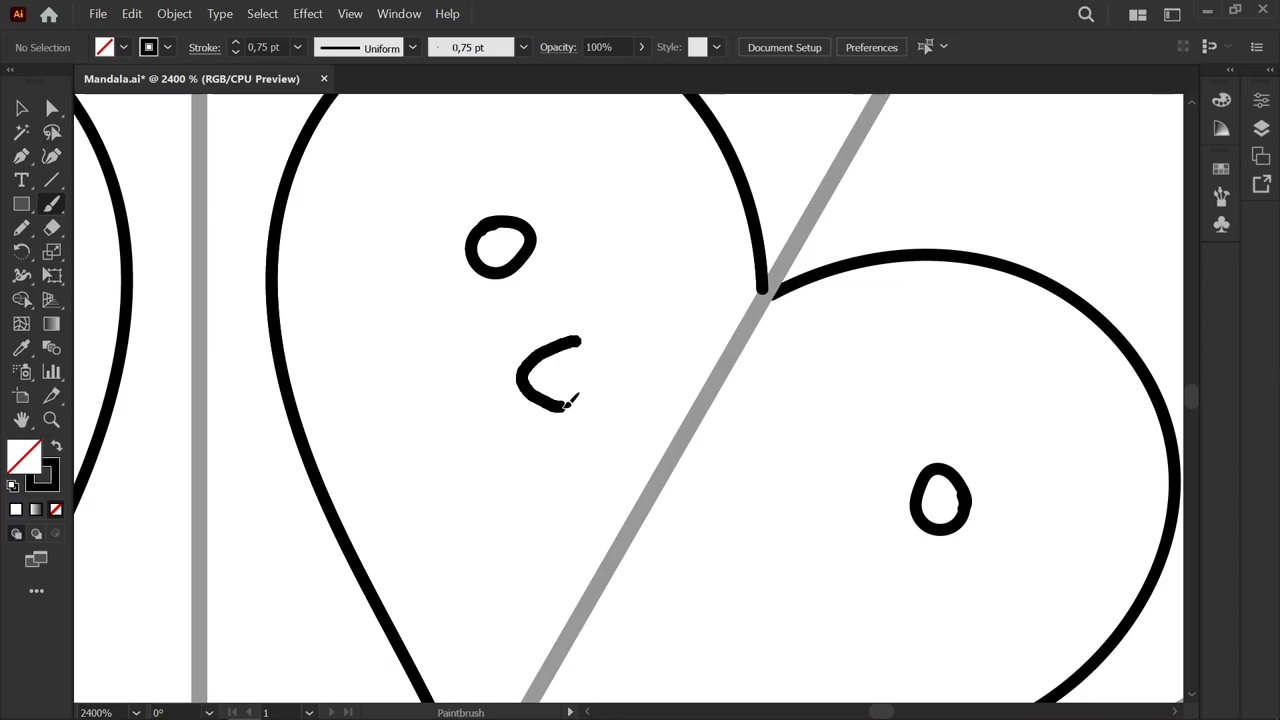 Ai File Edit Object Type Select Effect View Window Help
No Selection Stroke: 0,75 pt Uniform 0,75 pt Opacity: 100% Style: Document Setup Preferences
Mandala.ai* @ 2400 % (RGB/CPU Preview)
2400% 0° 1 Paintbrush